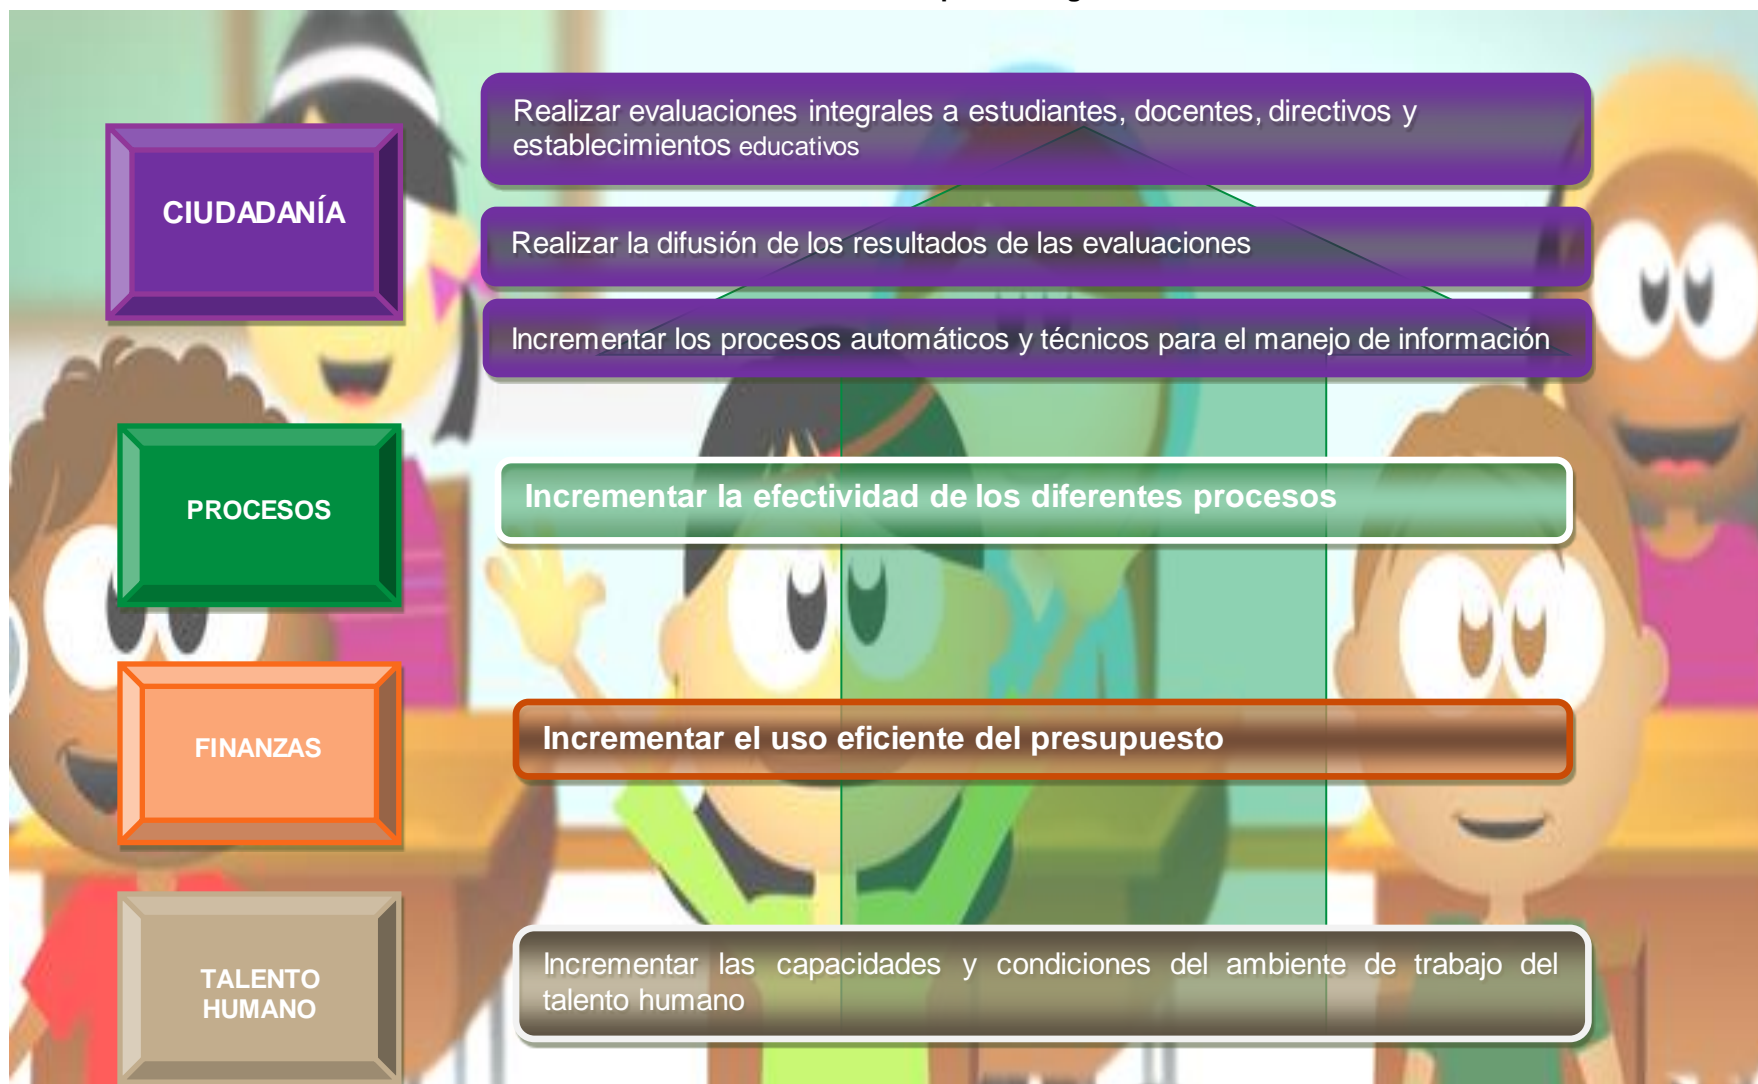 CIUDADANÍA
Realizar evaluaciones integrales a estudiantes, docentes, directivos y
establecimientos educativos
Realizar la difusión de los resultados de las evaluaciones
Incrementar los procesos automáticos y técnicos para el manejo de información
PROCESOS
Incrementar la efectividad de los diferentes procesos
FINANZAS
Incrementar el uso eficiente del presupuesto
TALENTO
HUMANO
Incrementar las capacidades y condiciones del ambiente de trabajo del
talento humano